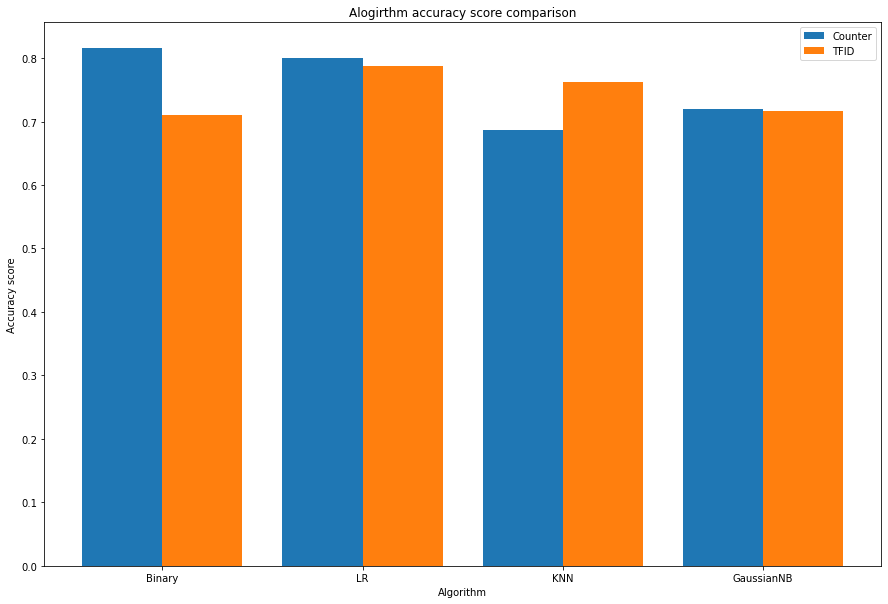 Alogirthm accuracy score comparison
Counter
TFID
Accuracy score
0.8
0.7
0.6
0.5
0.4
0.3
0.2
0.1
0.0
Binary
LR
KNN
GaussianNB
Algorithm